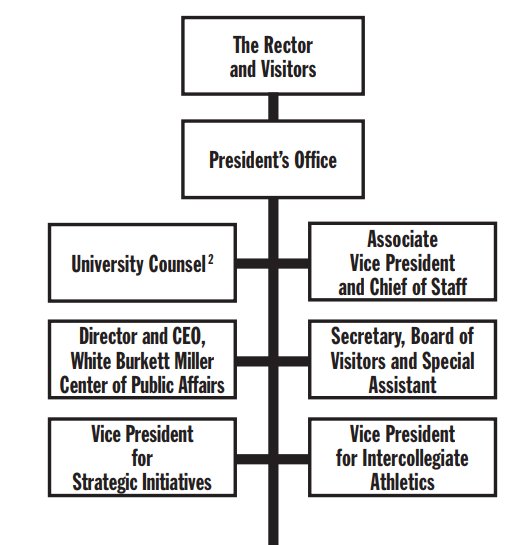 The Rector
and Visitors
President's Office
University Counsel²
Associate
Vice President
and Chief of Staff
Director and CEO,
White Burkett Miller
Center of Public Affairs
Secretary, Board of
Visitors and Special
Assistant
Vice President
for
Strategic Initiatives
Vice President
for Intercollegiate
Athletics